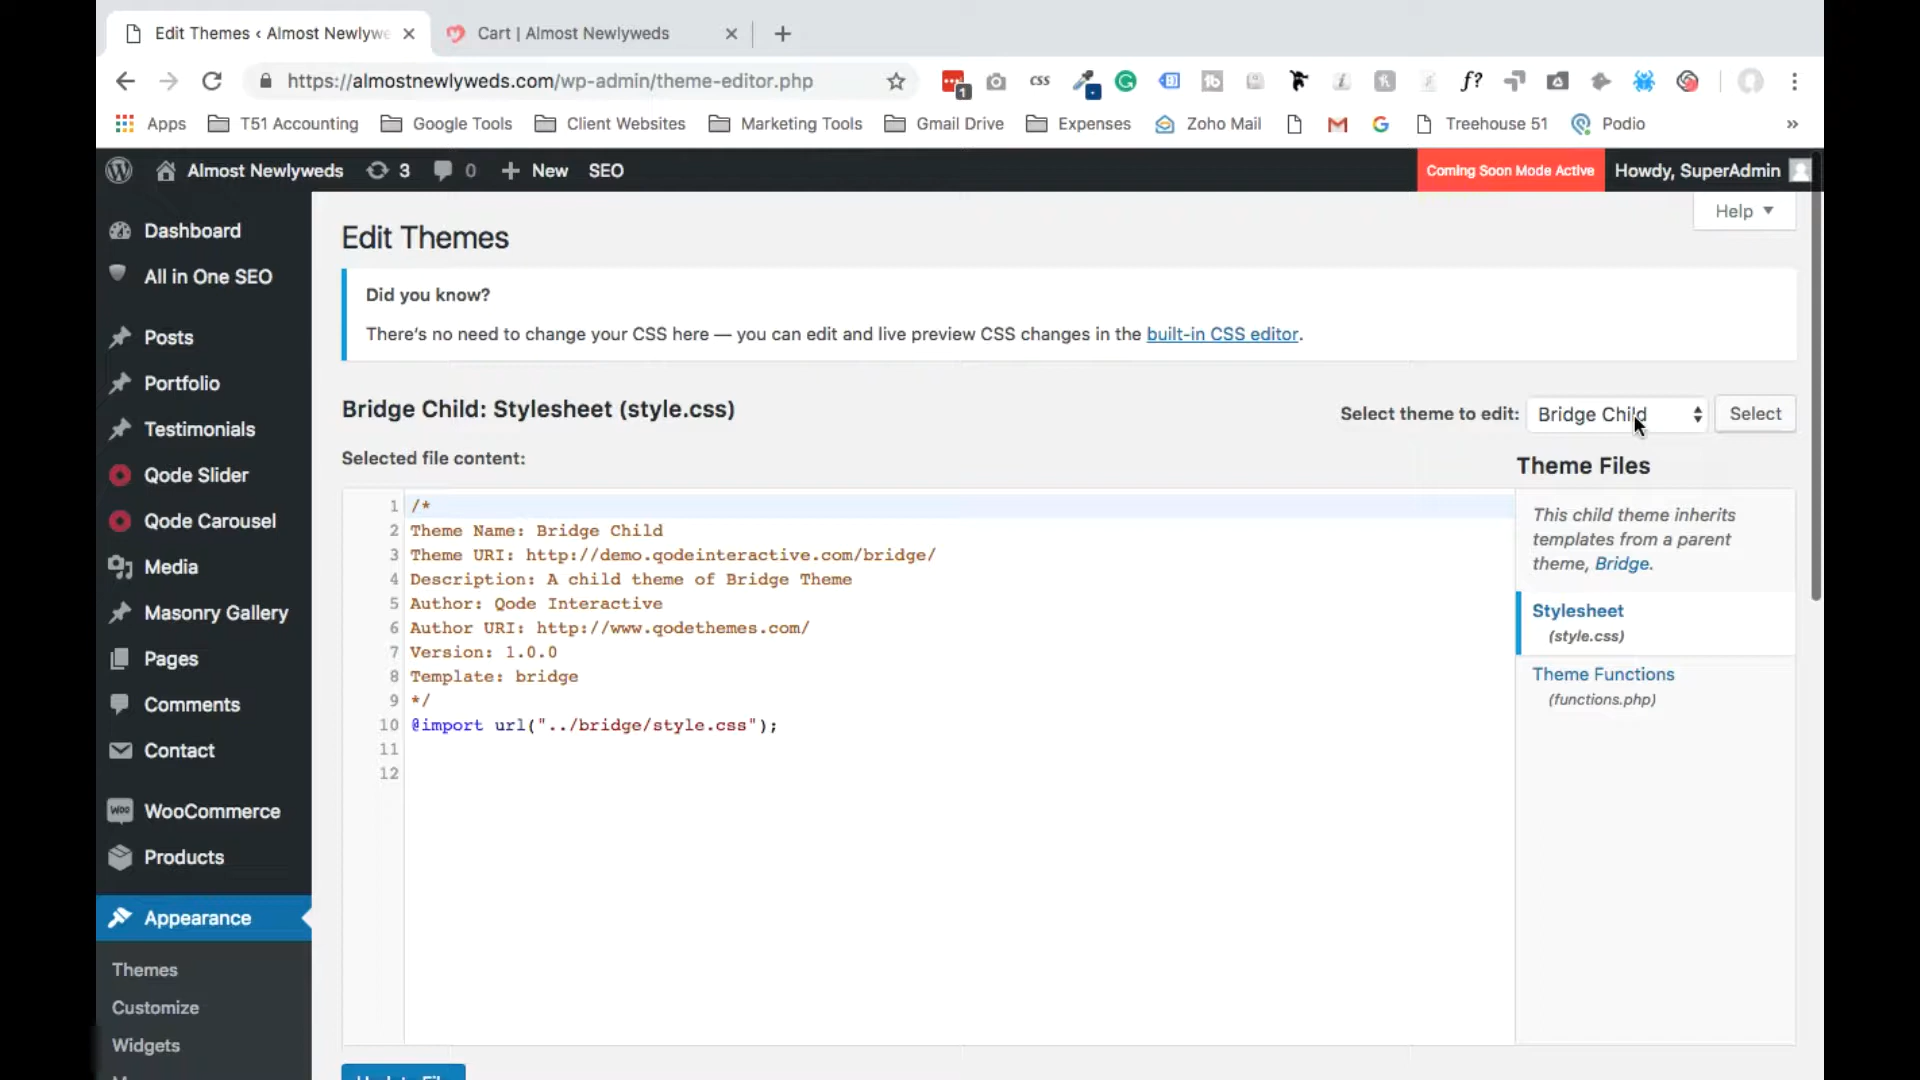 Edit Themes ‹ Almost Newlywe
Cart | Almost Newlyweds
https://almostnewlyweds.com/wp-admin/theme-editor.php
1
css
f?
Apps
T51 Accounting
Google Tools
Client Websites
Marketing Tools
Gmail Drive
Expenses
Zoho Mail
Treehouse 51
Podio
»
Almost Newlyweds
3
0
New
SEO
Coming Soon Mode Active
Howdy, SuperAdmin
Help
Dashboard
All in One SEO
Posts
Portfolio
Testimonials
Qode Slider
Qode Carousel
Media
Masonry Gallery
Pages
Comments
Contact
WooCommerce
Products
Appearance
Themes
Customize
Widgets
Edit Themes
Did you know?
There's no need to change your CSS here — you can edit and live preview CSS changes in the built-in CSS editor.
Bridge Child: Stylesheet (style.css)
Select theme to edit:
Bridge Child
Select
Selected file content:
1 /*
2 Theme Name: Bridge Child
3 Theme URI: http://demo.qodeinteractive.com/bridge/
4 Description: A child theme of Bridge Theme
5 Author: Qode Interactive
6 Author URI: http://www.qodethemes.com/
7 Version: 1.0.0
8 Template: bridge
9 */
10 @import url("../bridge/style.css");
11
12
Theme Files
This child theme inherits
templates from a parent
theme, Bridge.
Stylesheet
(style.css)
Theme Functions
(functions.php)